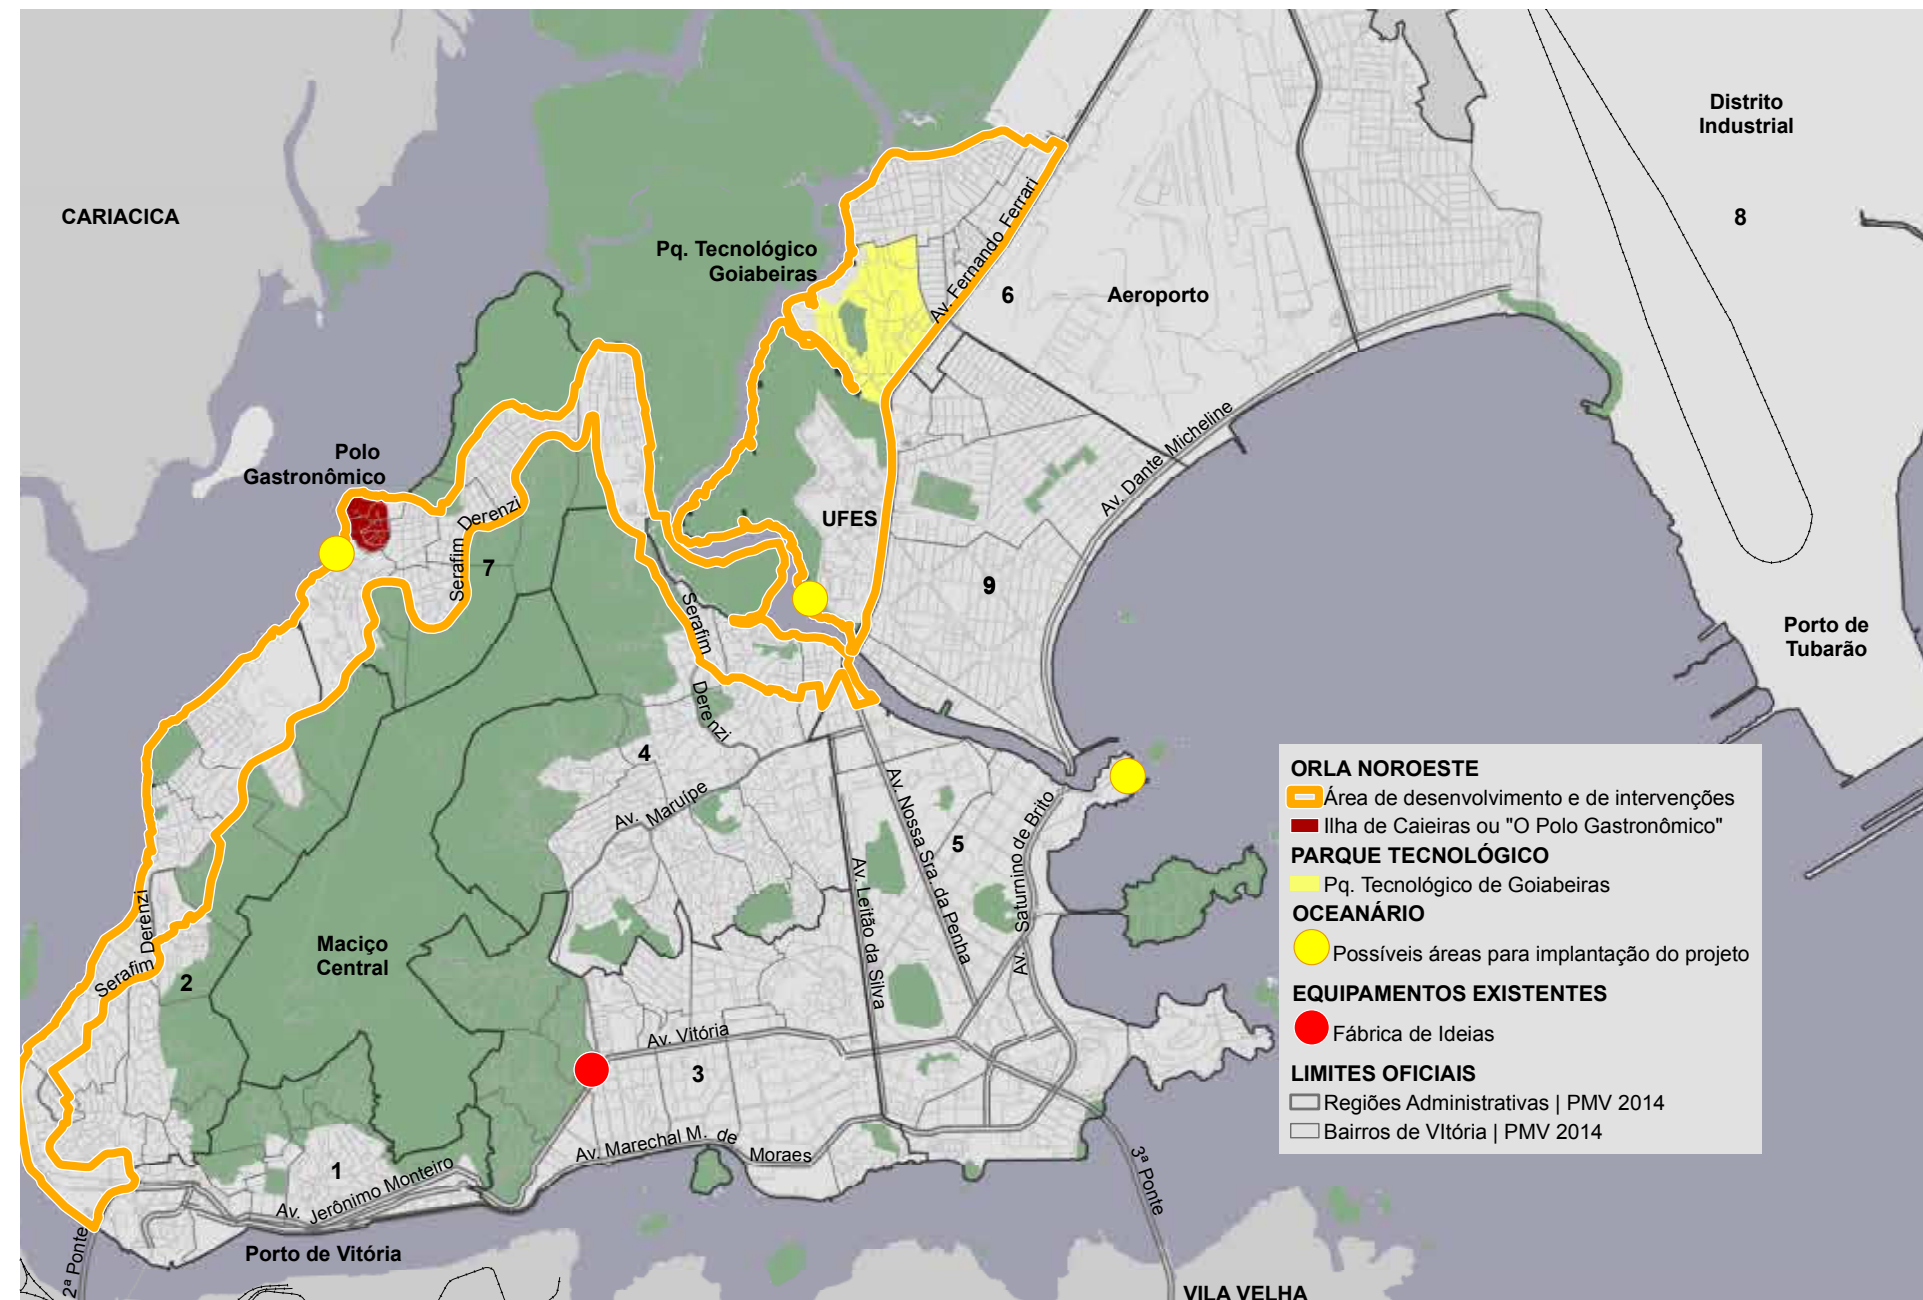 Distrito
Industrial
8
CARIACICA
Pq. Tecnológico
Goiabeiras
Av. Fernando Ferrari
6
Aeroporto
Av. Dante Micheline
Polo
Gastronômico
Serafim Derenzi
7
UFES
9
Serafim
Derenzi
Porto de
Tubarão
4
Av. Maruípe
Av. Nossa Sra. da Penha
5
Av. Saturnino de Brito
Av. Leitão da Silva
Serafim Derenzi
2
Maciço
Central
Av. Vitória
3
1
Av. Jerônimo Monteiro
Av. Marechal M. de Moraes
3ª Ponte
2ª Ponte
Porto de Vitória
VILA VELHA
ORLA NOROESTE
Área de desenvolvimento e de intervenções
Ilha de Caieiras ou "O Polo Gastronômico"
PARQUE TECNOLÓGICO
Pq. Tecnológico de Goiabeiras
OCEANÁRIO
Possíveis áreas para implantação do projeto
EQUIPAMENTOS EXISTENTES
Fábrica de Ideias
LIMITES OFICIAIS
Regiões Administrativas | PMV 2014
Bairros de VItória | PMV 2014